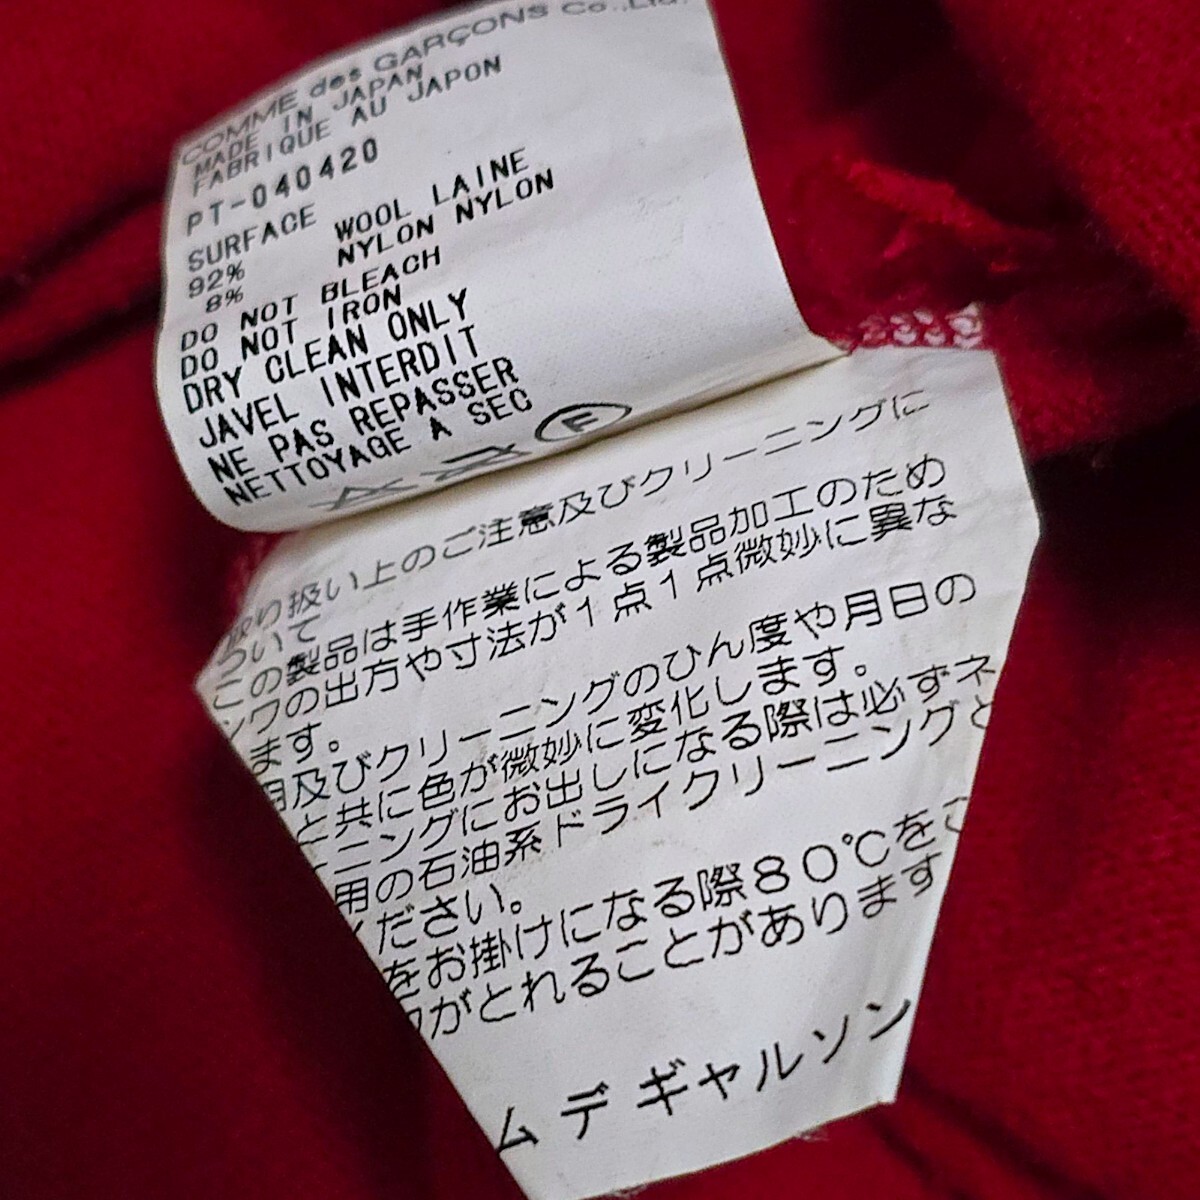 COMME des GARÇONS Co.,Ltd.
MADE IN JAPAN
FABRIQUE AU JAPON
PT-040420
SURFACE
92% WOOL LAINE
8% NYLON NYLON
DO NOT BLEACH
DO NOT IRON
DRY CLEAN ONLY
JAVEL INTERDIT
NE PAS REPASSER
NETTOYAGE A SEC
F
取り扱い上のご注意及びクリーニングに
ついて
この製品は手作業による製品加工のため
ワの出方や寸法が1点1点微妙に異な
ます。
用及びクリーニングのひん度や月日の
と共に色が微妙に変化します。
ニングにお出しになる際は必ずネ
用の石油系ドライクリーニングと
ください。
をお掛けになる際80℃をこ
ワがとれることがあります
ム デ ギャルソン